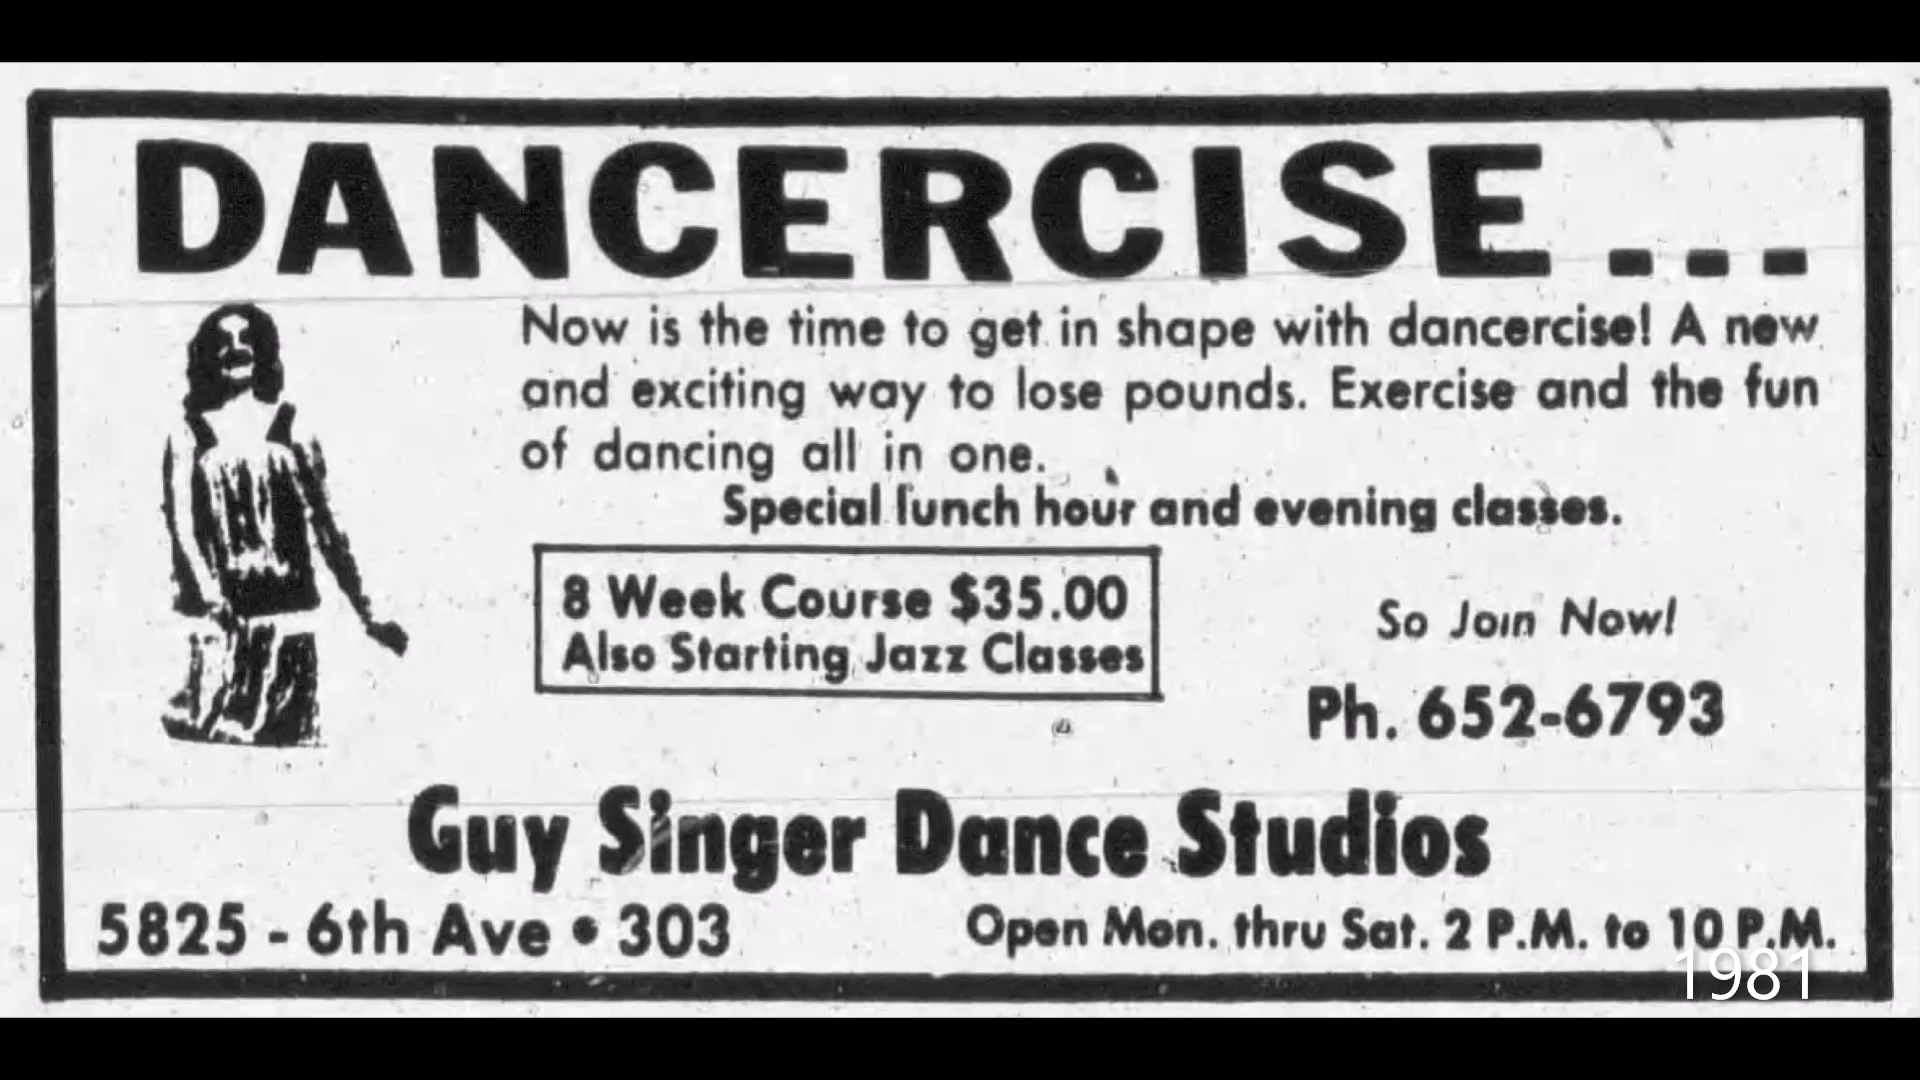 DANCERCISE...
Now is the time to get in shape with dancercise! A new
and exciting way to lose pounds. Exercise and the fun
of dancing all in one.
Special lunch hour and evening classes.
8 Week Course $35.00
Also Starting Jazz Classes
So Join Now!
Ph. 652-6793
Guy Singer Dance Studios
5825 - 6th Ave • 303
Open Mon. thru Sat. 2 P.M. to 10 P.M.
1981